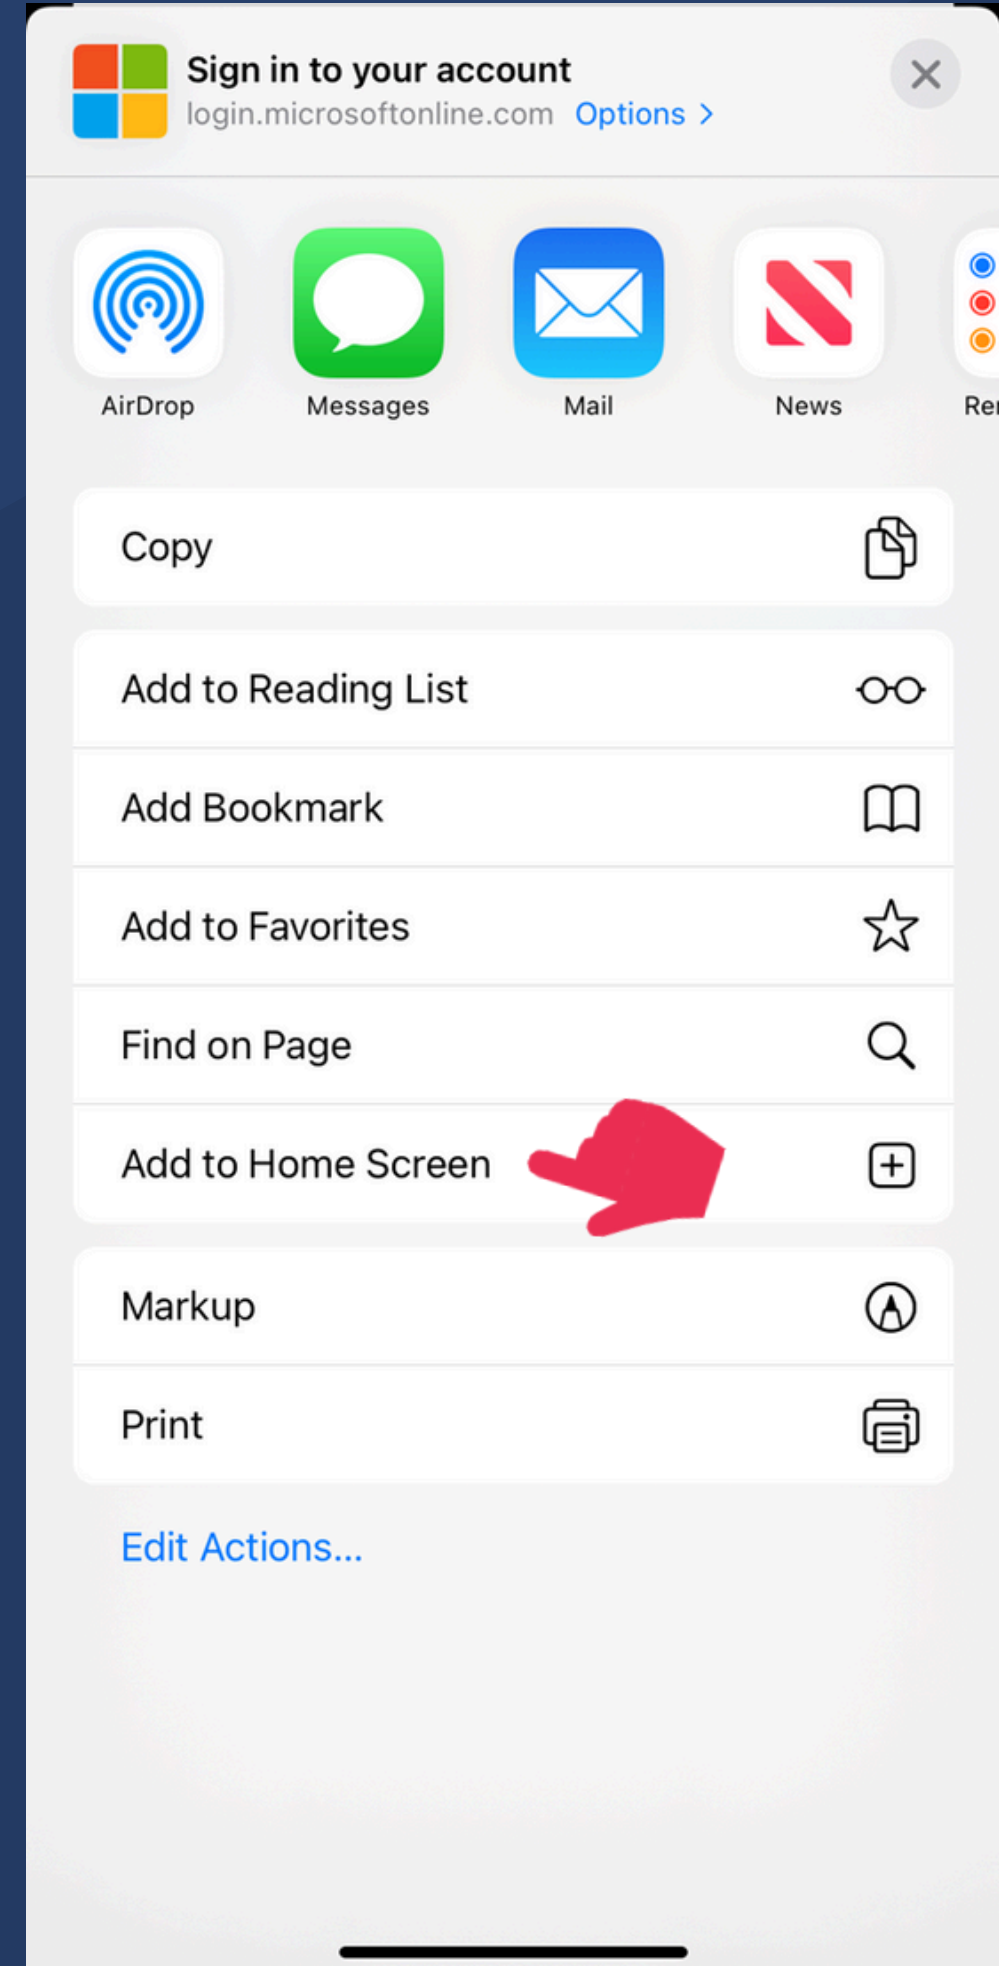 Sign in to your account
login.microsoftonline.com Options >
AirDrop Messages Mail News
Copy
Add to Reading List
Add Bookmark
Add to Favorites
Find on Page
Add to Home Screen
Markup
Print
Edit Actions...